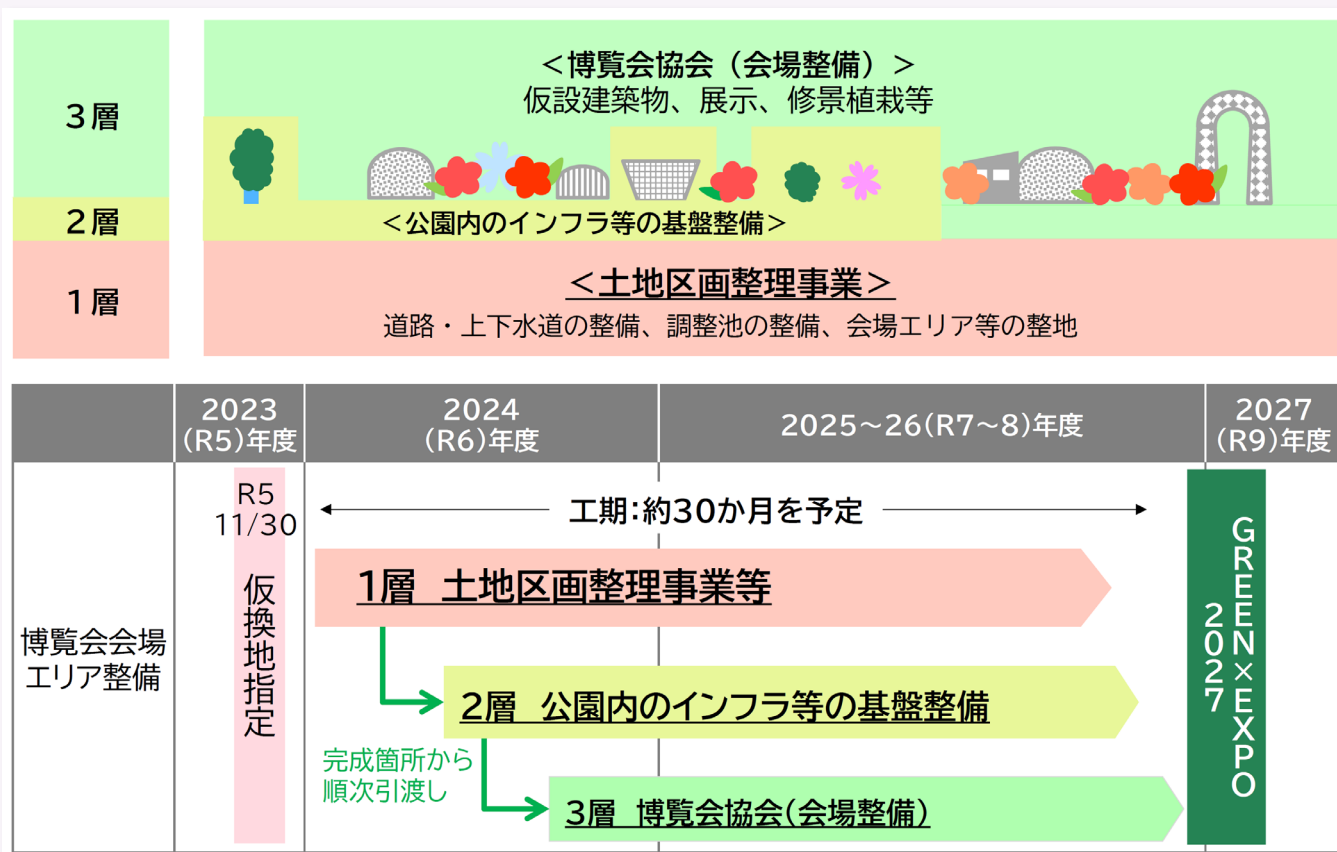 3層
<博覧会協会（会場整備）>
仮設建築物、展示、修景植栽等
2層
<公園内のインフラ等の基盤整備>
1層
<土地区画整理事業>
道路・上下水道の整備、調整池の整備、会場エリア等の整地
2023
(R5)年度
2024
(R6)年度
2025～26(R7～8)年度
2027
(R9)年度
博覧会会場
エリア整備
R5
11/30
仮換地指定
工期:約30か月を予定
1層　土地区画整理事業等
2層　公園内のインフラ等の基盤整備
完成箇所から
順次引渡し
3層　博覧会協会(会場整備)
GREEN×EXPO
2027